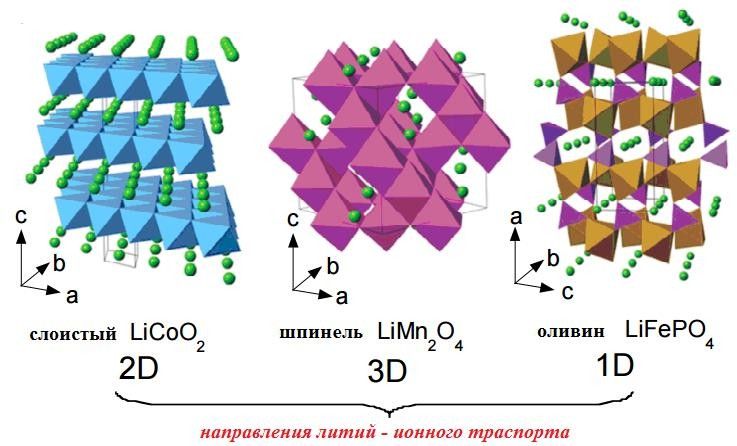 c
b
a
c
b
a
a
b
c
слоистый LiCoO₂
шпинель LiMn₂O₄
оливин LiFePO₄
2D
3D
1D
направления литий - ионного траспорта